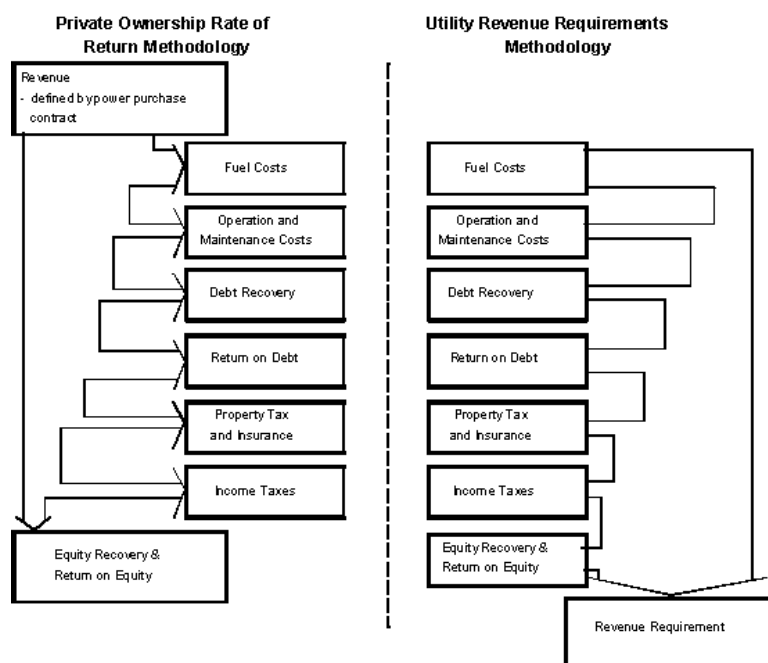 Private Ownership Rate of
Return Methodology
Revenue
- defined by power purchase
contract
Fuel Costs
Operation and
Maintenance Costs
Debt Recovery
Return on Debt
Property Tax
and Insurance
Income Taxes
Equity Recovery &
Return on Equity
Utility Revenue Requirements
Methodology
Fuel Costs
Operation and
Maintenance Costs
Debt Recovery
Return on Debt
Property Tax
and Insurance
Income Taxes
Equity Recovery &
Return on Equity
Revenue Requirement